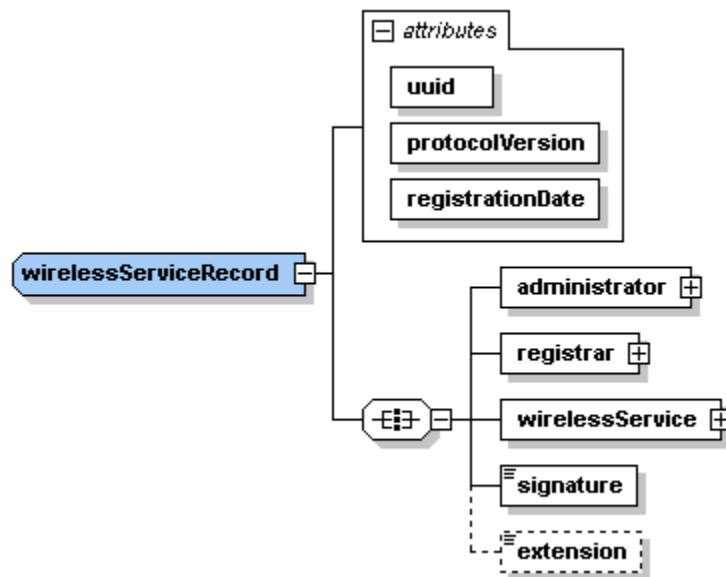 attributes
uuid
protocolVersion
registrationDate
wirelessServiceRecord
administrator
registrar
wirelessService
signature
extension